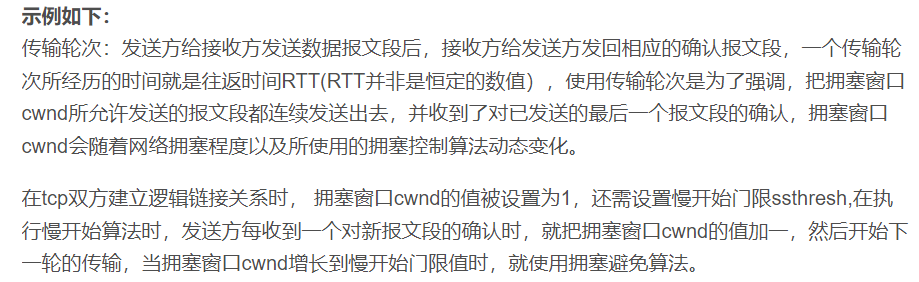 示例如下：
传输轮次：发送方给接收方发送数据报文段后，接收方给发送方发回相应的确认报文段，一个传输轮
次所经历的时间就是往返时间RTT(RTT并非是恒定的数值），使用传输轮次是为了强调，把拥塞窗口
cwnd所允许发送的报文段都连续发送出去，并收到了对已发送的最后一个报文段的确认，拥塞窗口
cwnd会随着网络拥塞程度以及所使用的拥塞控制算法动态变化。
在tcp双方建立逻辑链接关系时， 拥塞窗口cwnd的值被设置为1，还需设置慢开始门限ssthresh,在执
行慢开始算法时，发送方每收到一个对新报文段的确认时，就把拥塞窗口cwnd的值加一，然后开始下
一轮的传输，当拥塞窗口cwnd增长到慢开始门限值时，就使用拥塞避免算法。